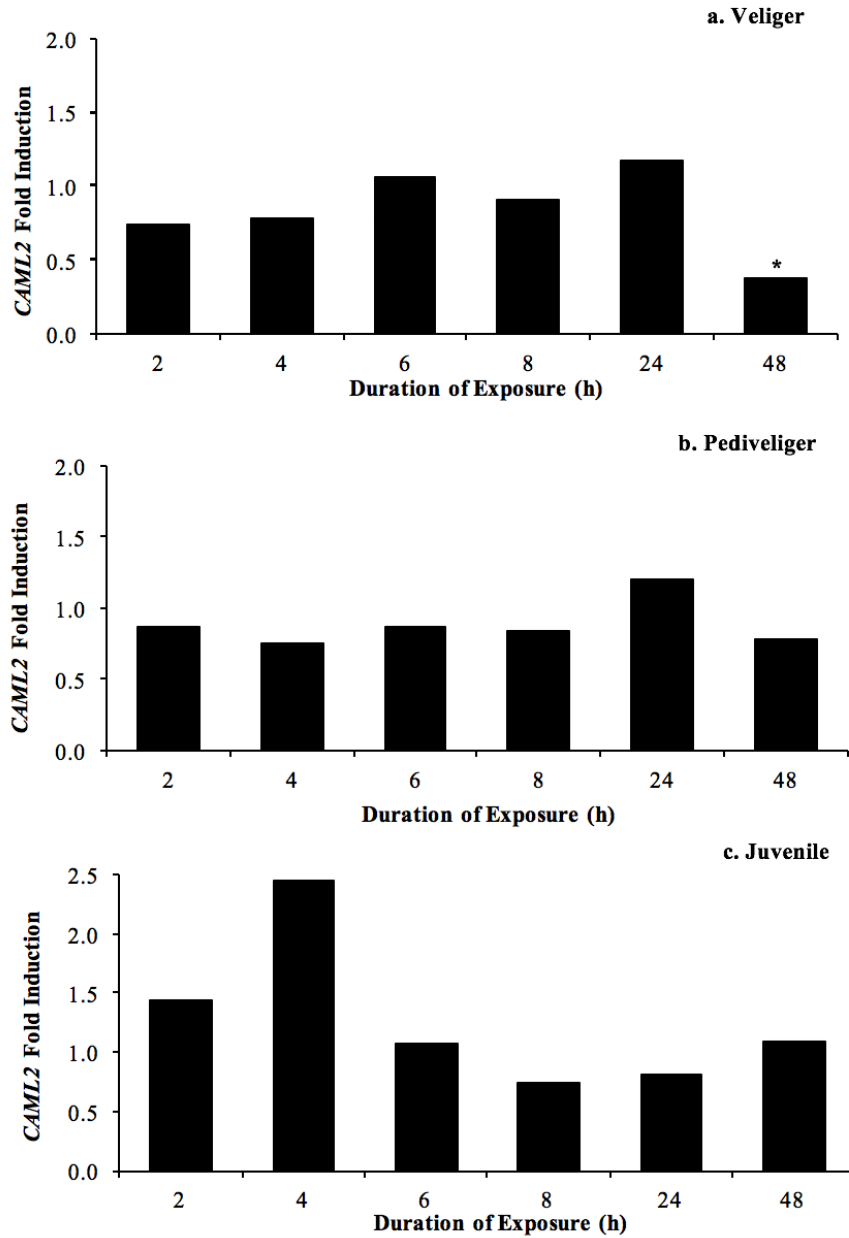 a. Veliger
CAML2 Fold Induction
2.0
1.5
1.0
0.5
0.0
*
2 4 6 8 24 48
Duration of Exposure (h)
b. Pediveliger
CAML2 Fold Induction
2.0
1.5
1.0
0.5
0.0
2 4 6 8 24 48
Duration of Exposure (h)
c. Juvenile
CAML2 Fold Induction
2.5
2.0
1.5
1.0
0.5
0.0
2 4 6 8 24 48
Duration of Exposure (h)